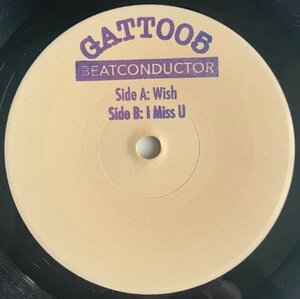 GATT005
BEATCONDUCTOR
Side A: Wish
Side B: I Miss U